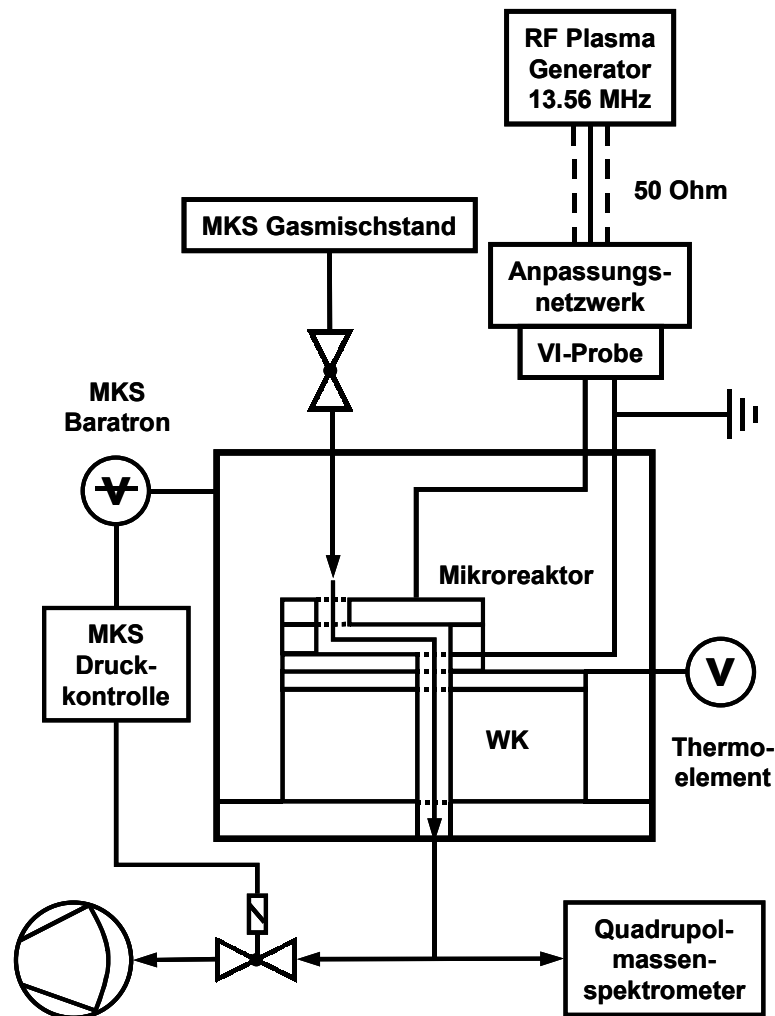 RF Plasma
Generator
13.56 MHz
50 Ohm
MKS Gasmischstand
Anpassungs-
netzwerk
VI-Probe
MKS
Baratron
V
Mikroreaktor
MKS
Druck-
kontrolle
V
WK
Thermo-
element
Quadrupol-
massen-
spektrometer